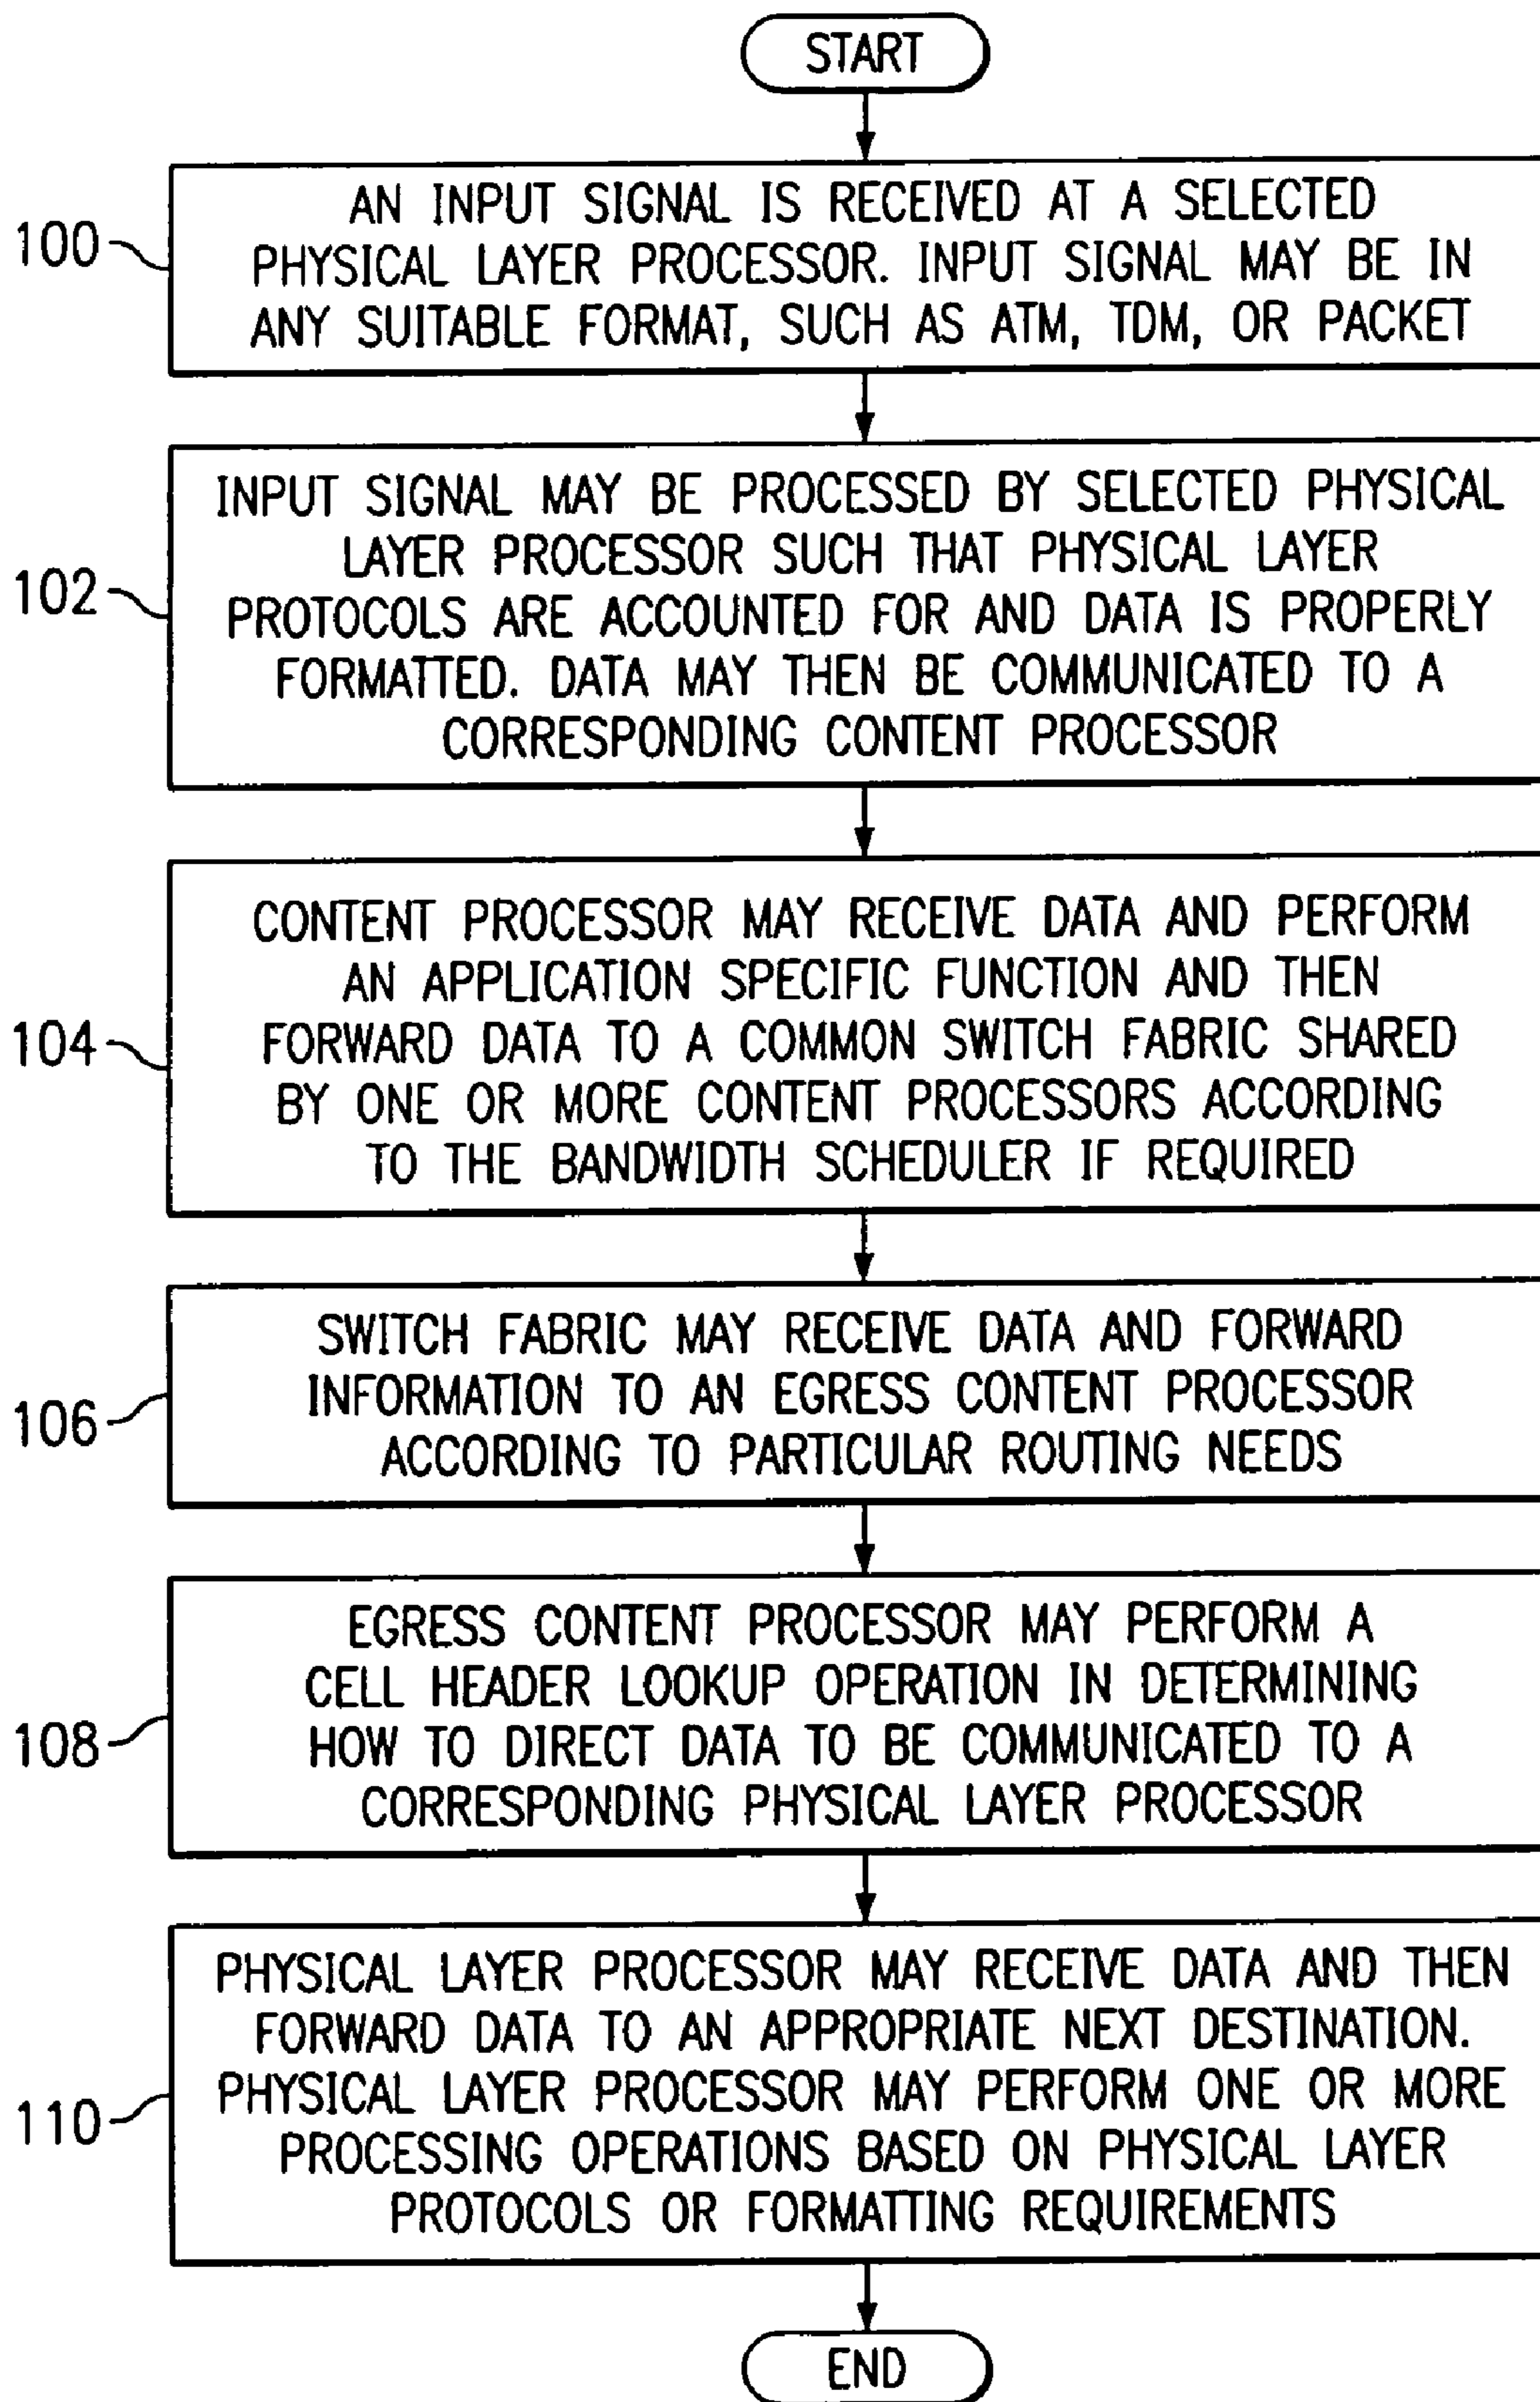 START
AN INPUT SIGNAL IS RECEIVED AT A SELECTED
PHYSICAL LAYER PROCESSOR. INPUT SIGNAL MAY BE IN
ANY SUITABLE FORMAT, SUCH AS ATM, TDM, OR PACKET
100
INPUT SIGNAL MAY BE PROCESSED BY SELECTED PHYSICAL
LAYER PROCESSOR SUCH THAT PHYSICAL LAYER
PROTOCOLS ARE ACCOUNTED FOR AND DATA IS PROPERLY
FORMATTED. DATA MAY THEN BE COMMUNICATED TO A
CORRESPONDING CONTENT PROCESSOR
102
CONTENT PROCESSOR MAY RECEIVE DATA AND PERFORM
AN APPLICATION SPECIFIC FUNCTION AND THEN
FORWARD DATA TO A COMMON SWITCH FABRIC SHARED
BY ONE OR MORE CONTENT PROCESSORS ACCORDING
TO THE BANDWIDTH SCHEDULER IF REQUIRED
104
SWITCH FABRIC MAY RECEIVE DATA AND FORWARD
INFORMATION TO AN EGRESS CONTENT PROCESSOR
ACCORDING TO PARTICULAR ROUTING NEEDS
106
EGRESS CONTENT PROCESSOR MAY PERFORM A
CELL HEADER LOOKUP OPERATION IN DETERMINING
HOW TO DIRECT DATA TO BE COMMUNICATED TO A
CORRESPONDING PHYSICAL LAYER PROCESSOR
108
PHYSICAL LAYER PROCESSOR MAY RECEIVE DATA AND THEN
FORWARD DATA TO AN APPROPRIATE NEXT DESTINATION.
PHYSICAL LAYER PROCESSOR MAY PERFORM ONE OR MORE
PROCESSING OPERATIONS BASED ON PHYSICAL LAYER
PROTOCOLS OR FORMATTING REQUIREMENTS
110
END